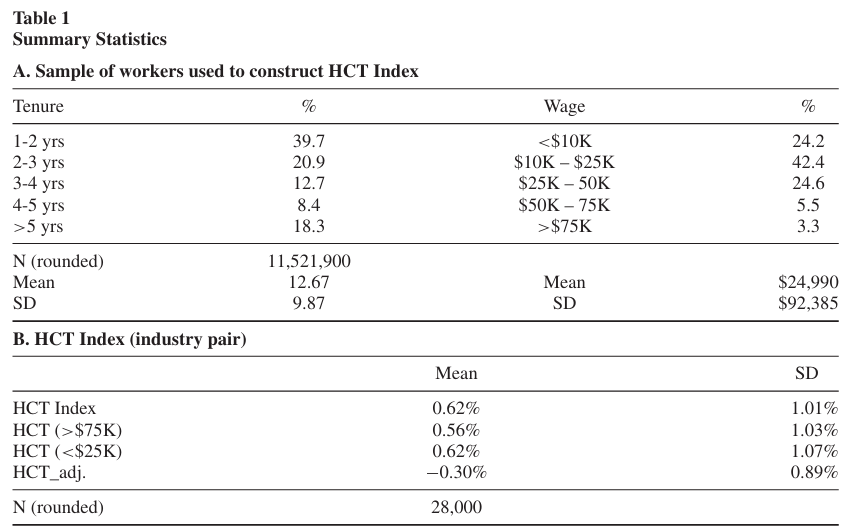 Table 1
Summary Statistics
A. Sample of workers used to construct HCT Index
Tenure % Wage %
1-2 yrs 39.7 <$10K 24.2
2-3 yrs 20.9 $10K – $25K 42.4
3-4 yrs 12.7 $25K – 50K 24.6
4-5 yrs 8.4 $50K – 75K 5.5
>5 yrs 18.3 >$75K 3.3
N (rounded) 11,521,900
Mean 12.67 Mean $24,990
SD 9.87 SD $92,385
B. HCT Index (industry pair)
Mean SD
HCT Index 0.62% 1.01%
HCT (>$75K) 0.56% 1.03%
HCT (<$25K) 0.62% 1.07%
HCT_adj. −0.30% 0.89%
N (rounded) 28,000